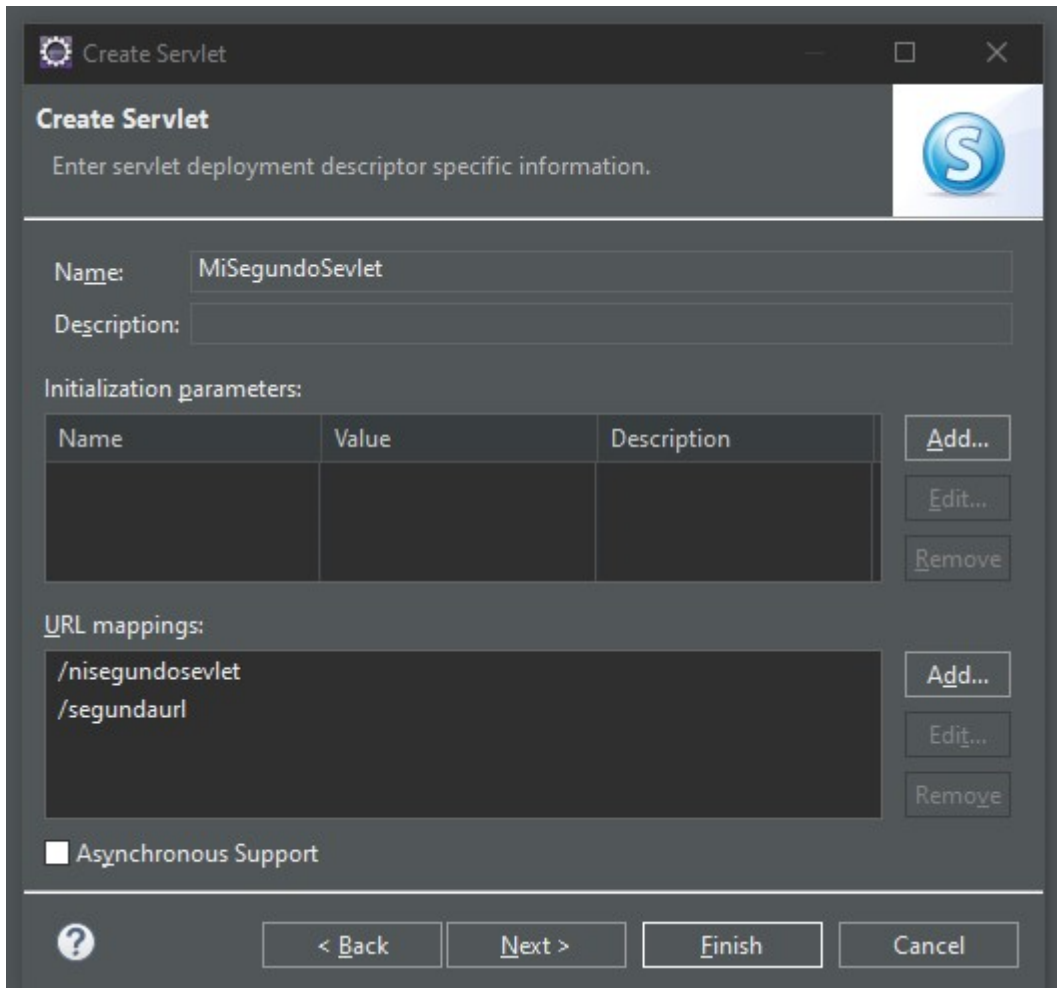 Create Servlet
Create Servlet
Enter servlet deployment descriptor specific information.
S
Name: MiSegundoSevlet
Description:
Initialization parameters:
Name Value Description
Add...
Edit...
Remove
URL mappings:
/nisegundosevlet
/segundaurl
Add...
Edit...
Remove
Asynchronous Support
? < Back Next > Finish Cancel